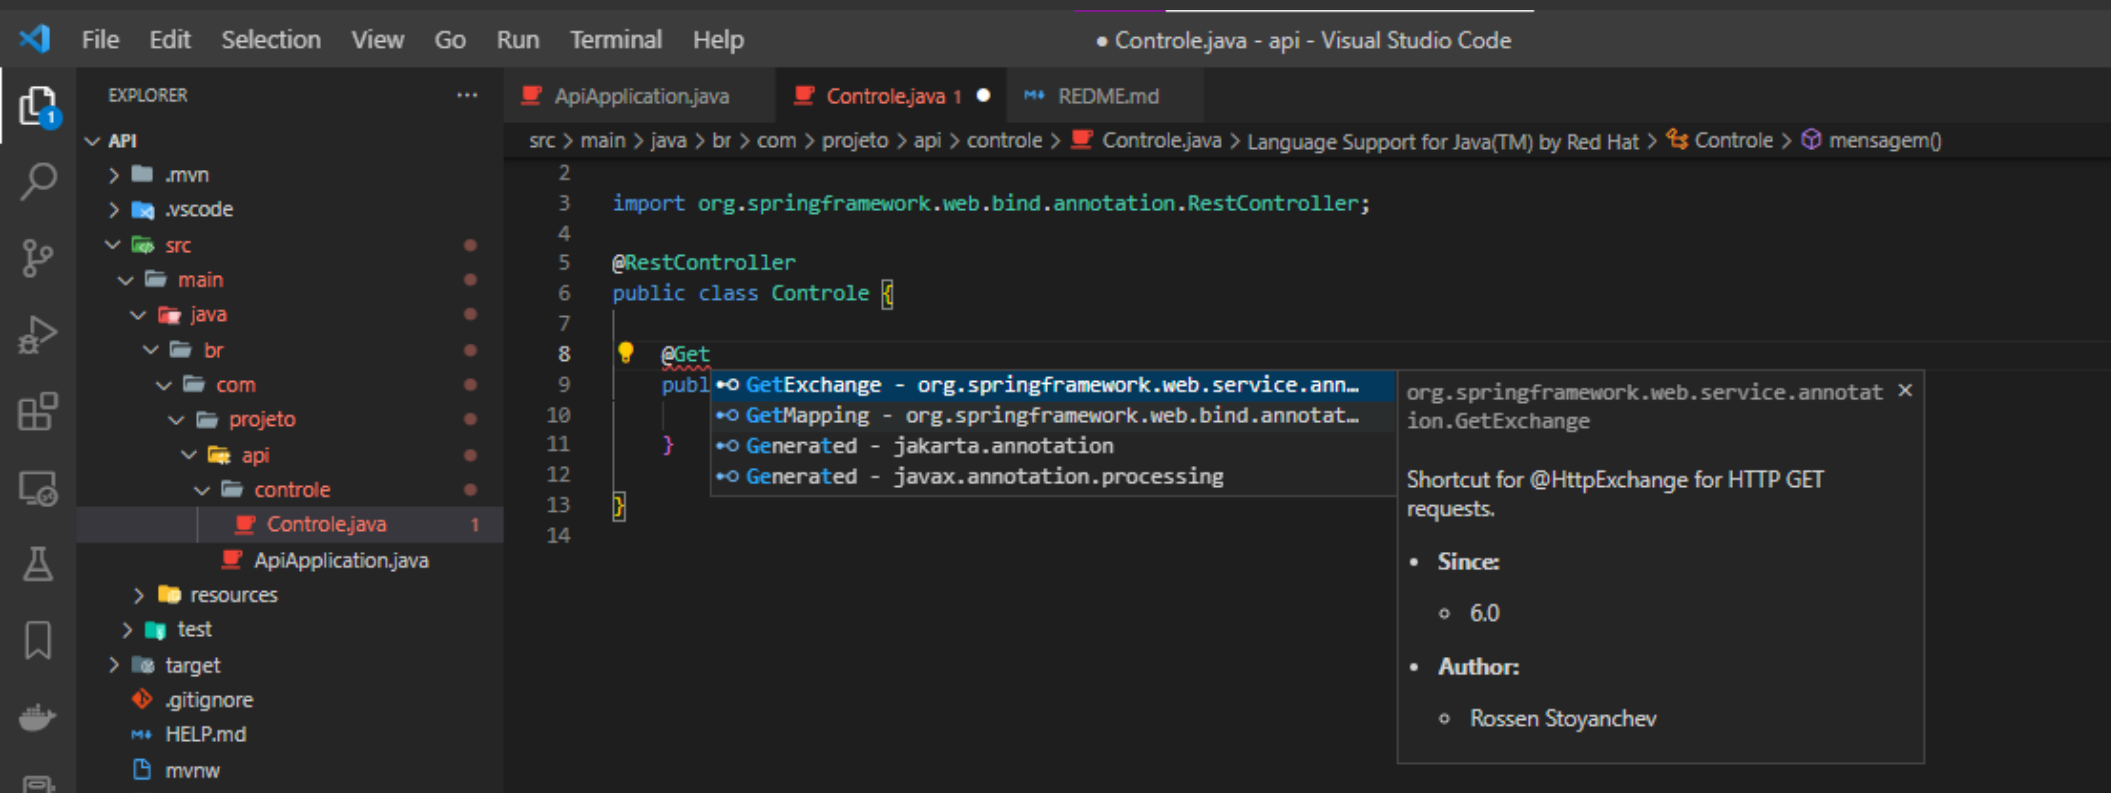 File Edit Selection View Go Run Terminal Help
● Controle.java - api - Visual Studio Code
EXPLORER ...
1
API
.mvn
.vscode
src
main
java
br
com
projeto
api
controle
Controle.java 1
ApiApplication.java
resources
test
target
.gitignore
HELP.md
mvnw
ApiApplication.java Controle.java 1 ● REDME.md
src > main > java > br > com > projeto > api > controle > Controle.java > Language Support for Java(TM) by Red Hat > Controle > mensagem()
2
3 import org.springframework.web.bind.annotation.RestController;
4
5 @RestController
6 public class Controle {
7
8 @Get
9 publ
10
11 }
12
13 }
14
GetExchange - org.springframework.web.service.ann…
GetMapping - org.springframework.web.bind.annotat…
Generated - jakarta.annotation
Generated - javax.annotation.processing
org.springframework.web.service.annotat
ion.GetExchange
Shortcut for @HttpExchange for HTTP GET
requests.
• Since:
○ 6.0
• Author:
○ Rossen Stoyanchev